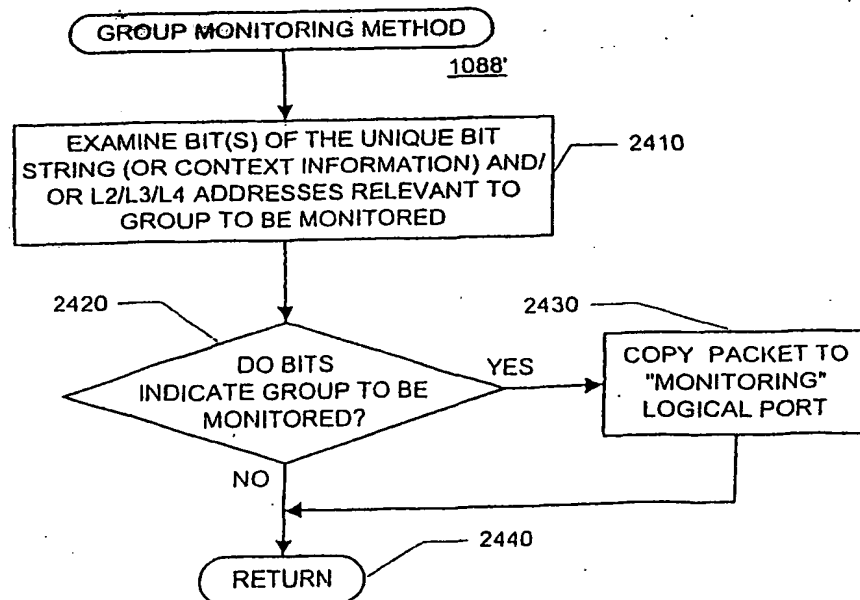 GROUP MONITORING METHOD
1088'
EXAMINE BIT(S) OF THE UNIQUE BIT
STRING (OR CONTEXT INFORMATION) AND/
OR L2/L3/L4 ADDRESSES RELEVANT TO
GROUP TO BE MONITORED
2410
2420
DO BITS
INDICATE GROUP TO BE
MONITORED?
YES
2430
COPY PACKET TO
"MONITORING"
LOGICAL PORT
NO
RETURN
2440